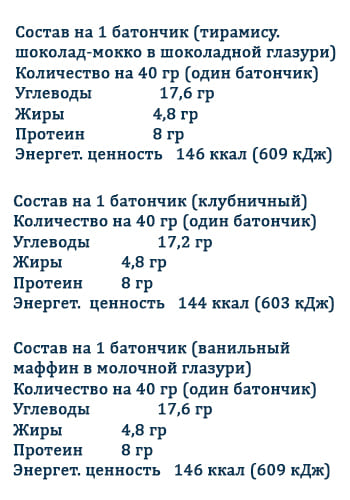 Состав на 1 батончик (тирамису.
шоколад-мокко в шоколадной глазури)
Количество на 40 гр (один батончик)
Углеводы 17,6 гр
Жиры 4,8 гр
Протеин 8 гр
Энергет. ценность 146 ккал (609 кДж)
Состав на 1 батончик (клубничный)
Количество на 40 гр (один батончик)
Углеводы 17,2 гр
Жиры 4,8 гр
Протеин 8 гр
Энергет. ценность 144 ккал (603 кДж)
Состав на 1 батончик (ванильный
маффин в молочной глазури)
Количество на 40 гр (один батончик)
Углеводы 17,6 гр
Жиры 4,8 гр
Протеин 8 гр
Энергет. ценность 146 ккал (609 кДж)